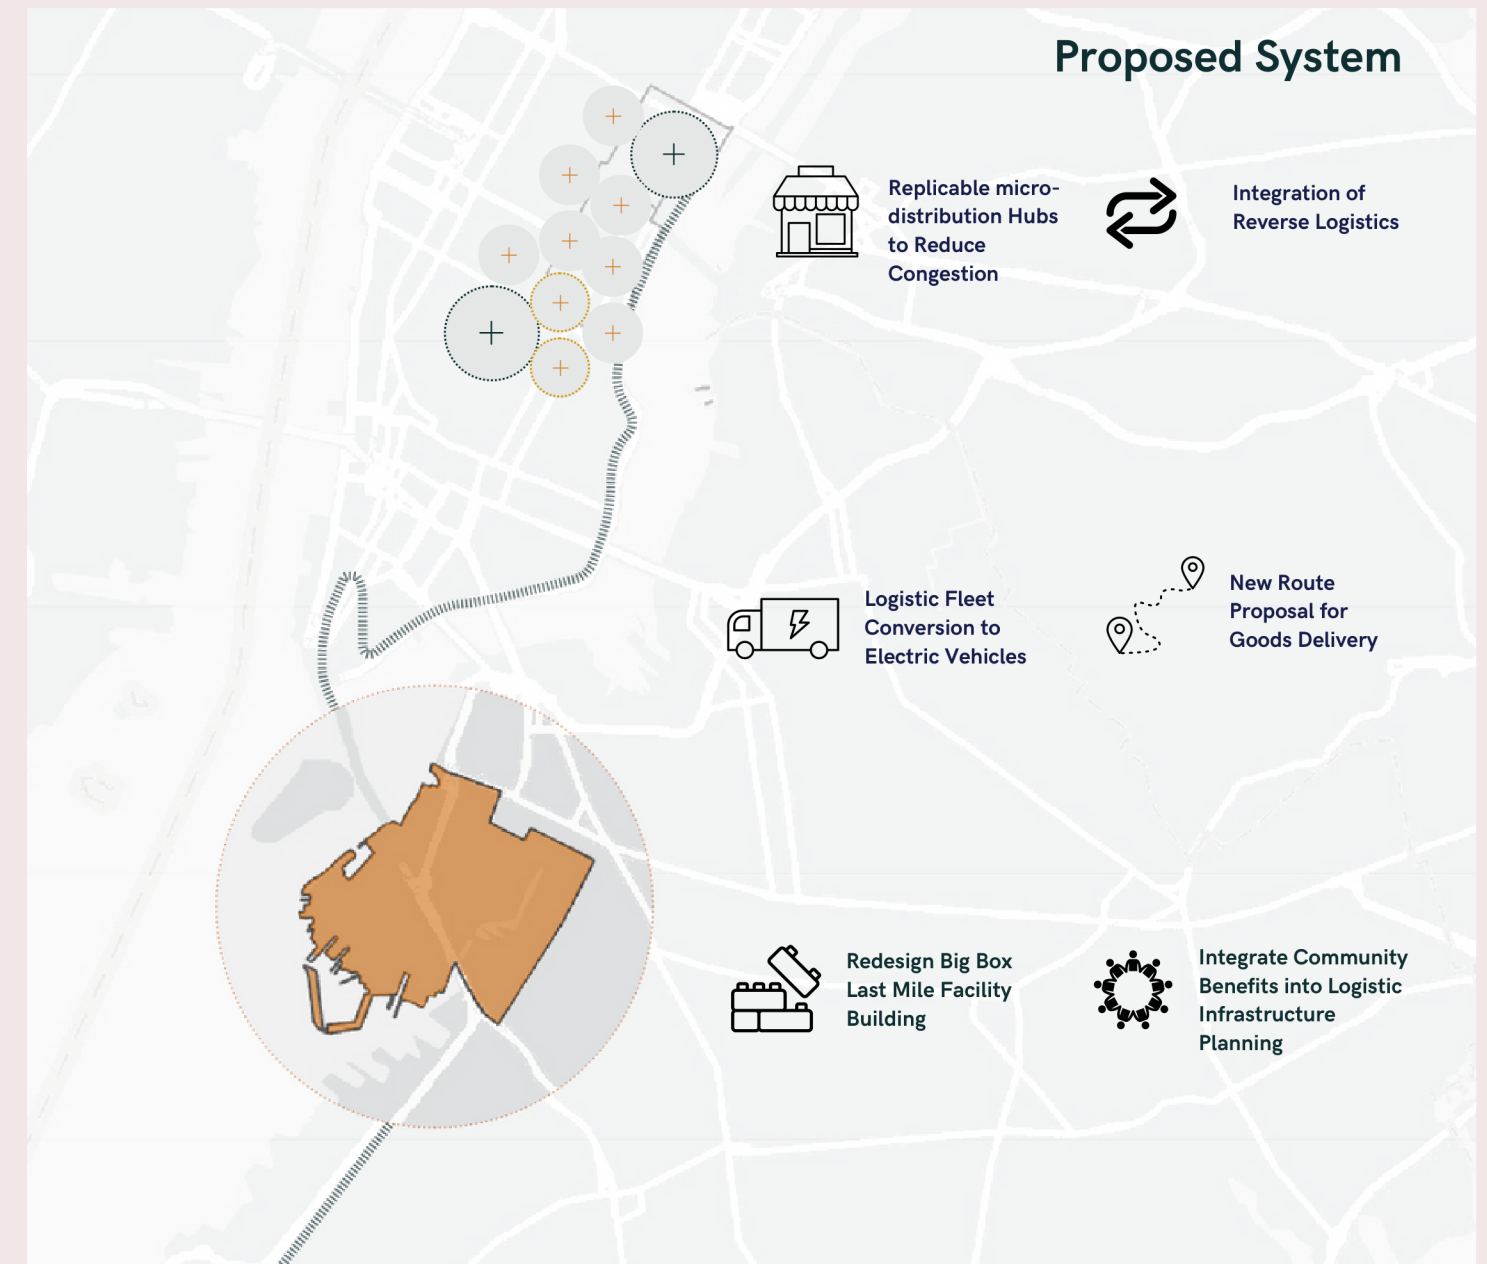 Proposed System
Replicable micro-
distribution Hubs
to Reduce
Congestion
Integration of
Reverse Logistics
Logistic Fleet
Conversion to
Electric Vehicles
New Route
Proposal for
Goods Delivery
Redesign Big Box
Last Mile Facility
Building
Integrate Community
Benefits into Logistic
Infrastructure
Planning